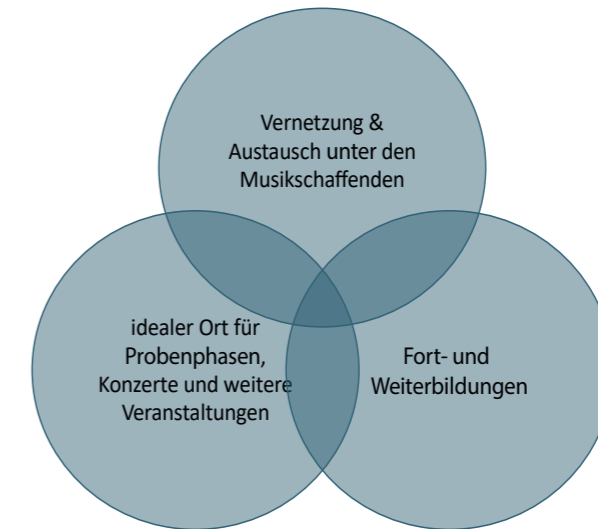 Vernetzung &
Austausch unter den
Musikschaffenden
idealer Ort für
Probenphasen,
Konzerte und weitere
Veranstaltungen
Fort- und
Weiterbildungen